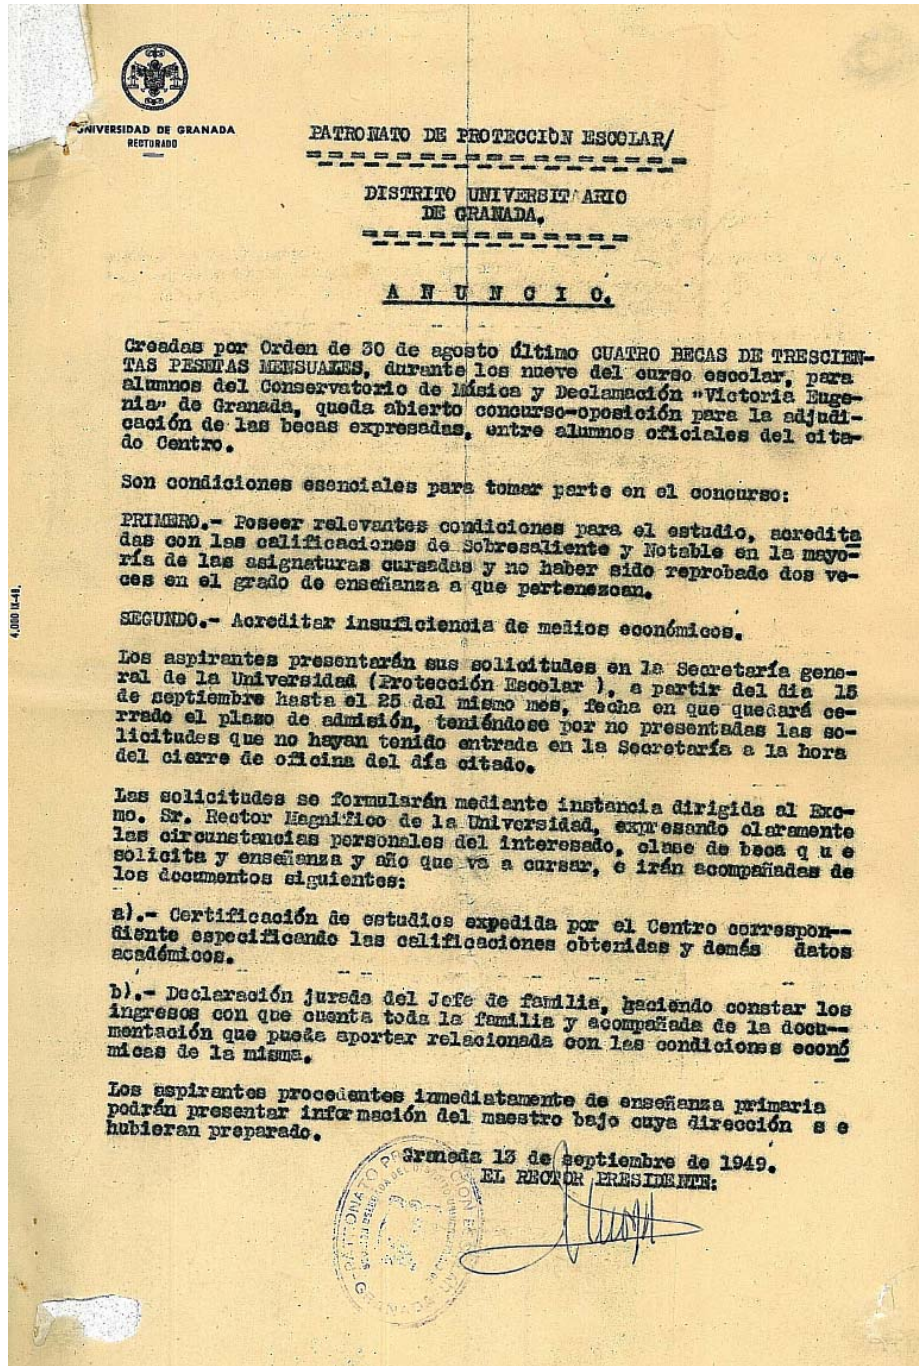 UNIVERSIDAD DE GRANADA
RECTORADO
PATRONATO DE PROTECCIÓN ESCOLAR/
DISTRITO UNIVERSITARIO
DE GRANADA.
A N U N C I O.
Creadas por Orden de 30 de agosto último CUATRO BECAS DE TRESCIEN-
TAS PESETAS MENSUALES, durante los nueve del curso escolar, para
alumnos del Conservatorio de Música y Declamación "Victoria Euge-
nia" de Granada, queda abierto concurso-oposición para la adjudi-
cación de las becas expresadas, entre alumnos oficiales del cita-
do Centro.
Son condiciones esenciales para tomar parte en el concurso:
PRIMERO.- Poseer relevantes condiciones para el estudio, acredita
das con las calificaciones de Sobresaliente y Notable en la mayo-
ría de las asignaturas cursadas y no haber sido reprobado dos ve-
ces en el grado de enseñanza a que pertenezcan.
SEGUNDO.- Acreditar insuficiencia de medios económicos.
Los aspirantes presentarán sus solicitudes en la Secretaría gene-
ral de la Universidad (Protección Escolar ), a partir del dia 15
de septiembre hasta el 25 del mismo mes, fecha en que quedará ce-
rrado el plazo de admisión, teniéndose por no presentadas las so-
licitudes que no hayan tenido entrada en la Secretaría a la hora
del cierre de oficina del día citado.
Las solicitudes se formularán mediante instancia dirigida al Exc-
mo. Sr. Rector Magnífico de la Universidad, expresando claramente
las circunstancias personales del interesado, clase de beca q u e
solicita y enseñanza y año que va a cursar, e irán acompañadas de
los documentos siguientes:
a).- Certificación de estudios expedida por el Centro correspon--
diente especificando las calificaciones obtenidas y demás datos
académicos.
b).- Declaración jurada del Jefe de familia, haciendo constar los
ingresos con que cuenta toda la familia y acompañada de la docu--
mentación que pueda aportar relacionada con las condiciones econó
micas de la misma.
Los aspirantes procedentes inmediatamente de enseñanza primaria
podrán presentar información del maestro bajo cuya dirección s e
hubieran preparado.
Granada 13 de septiembre de 1949.
EL RECTOR PRESIDENTE:
4.000 IX-48.